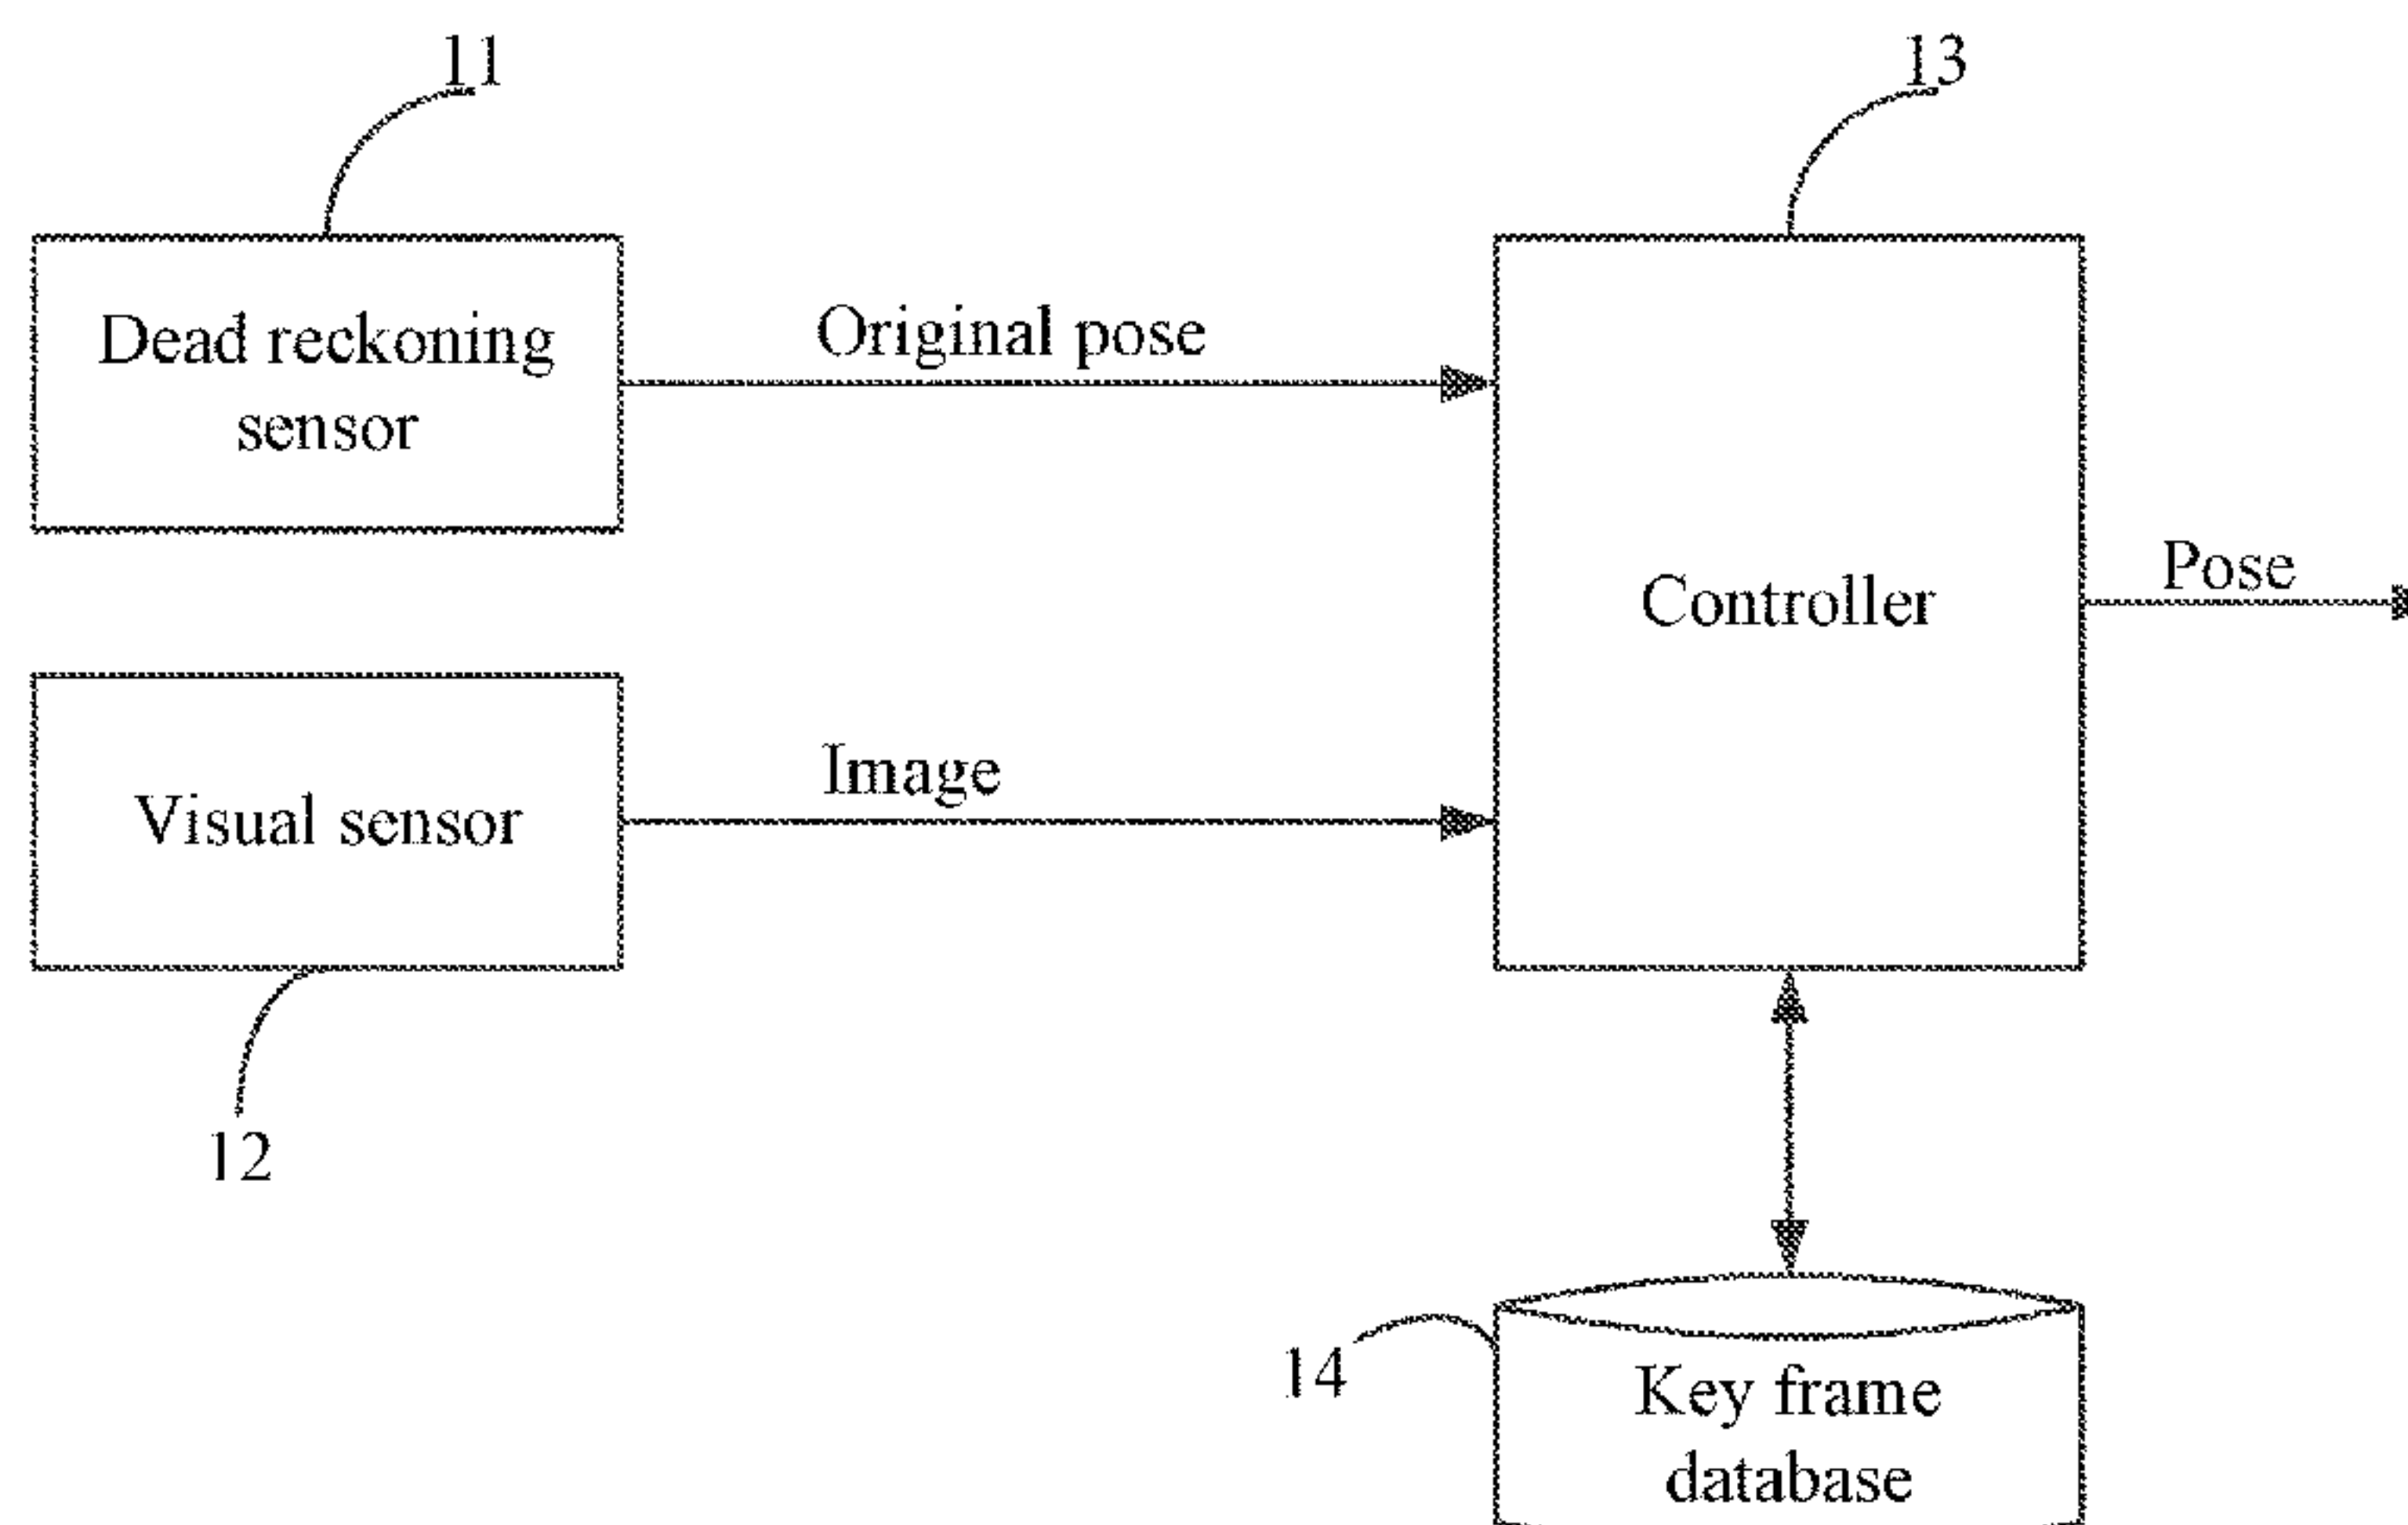 11
13
Dead reckoning
sensor
Original pose
Controller
Pose
Visual sensor
Image
12
14
Key frame
database